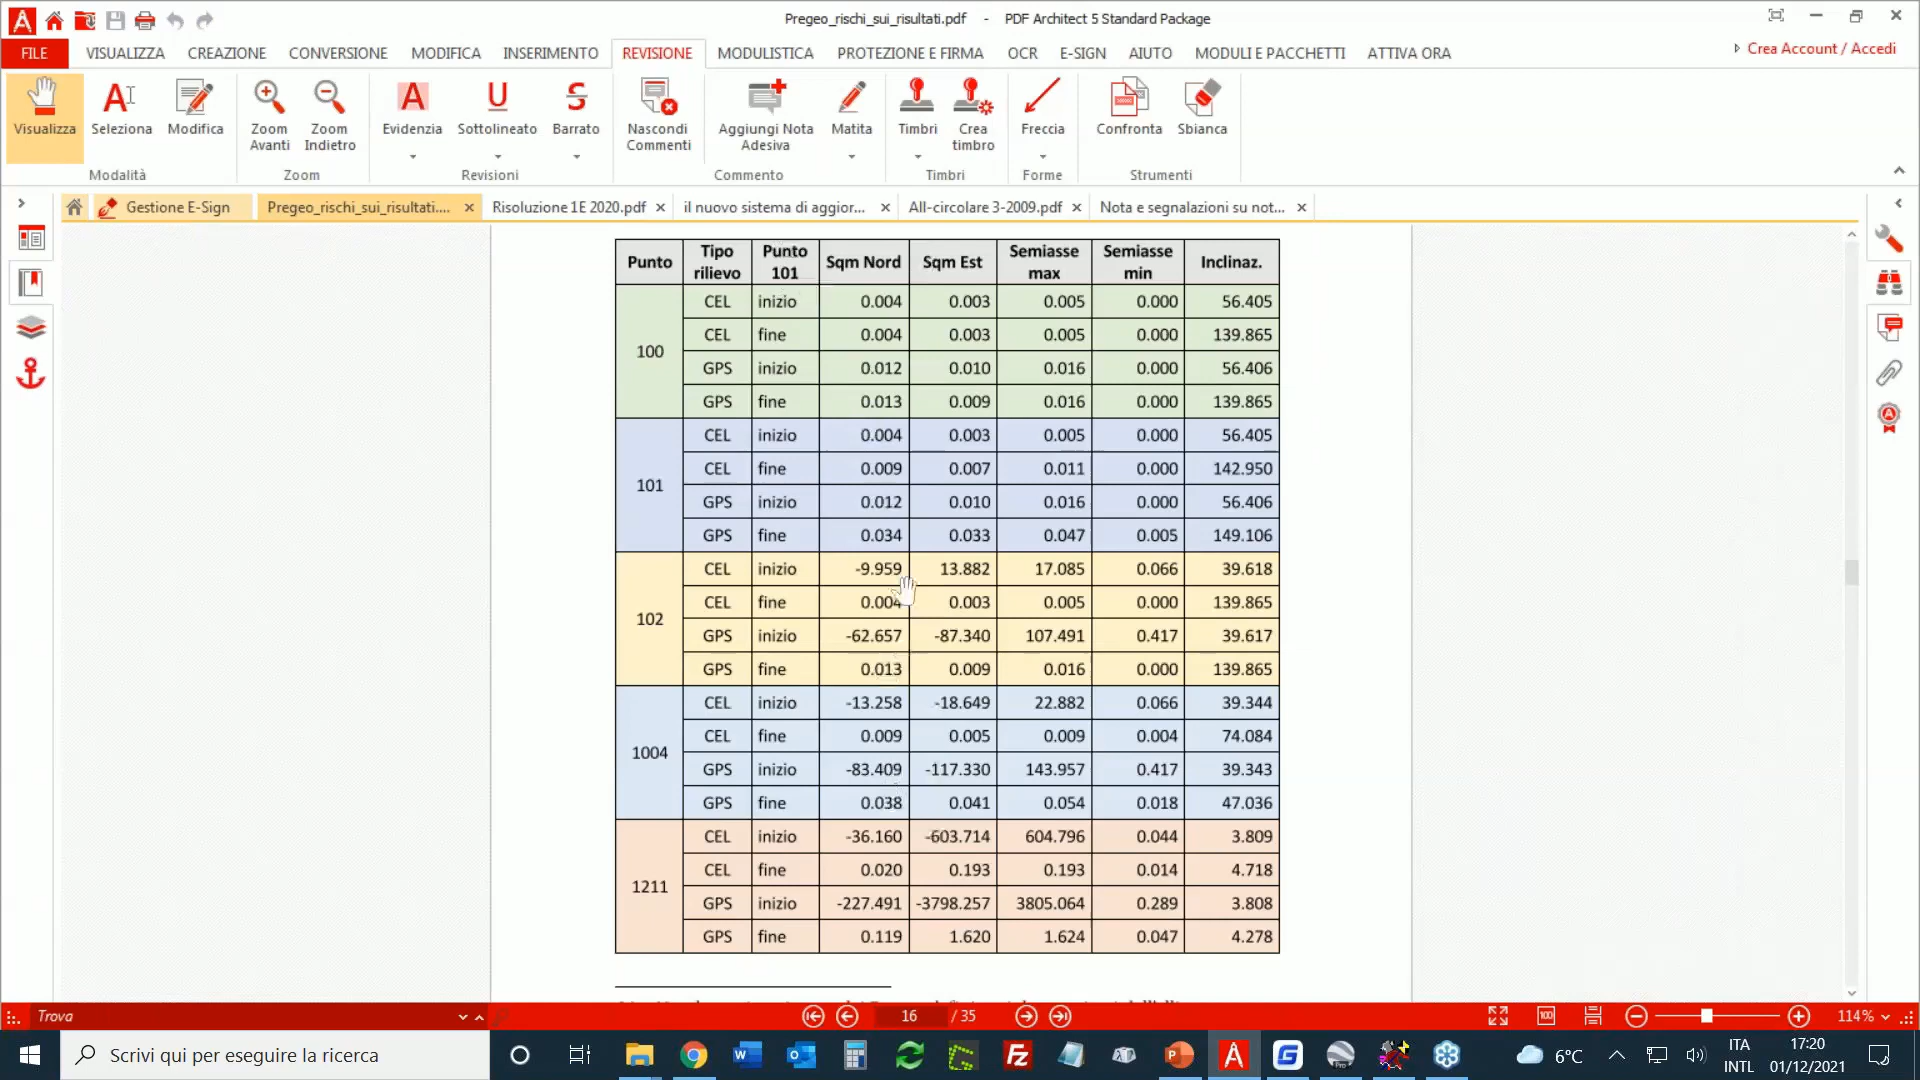 Pregeo_rischi_sui_risultati.pdf - PDF Architect 5 Standard Package
FILE VISUALIZZA CREAZIONE CONVERSIONE MODIFICA INSERIMENTO REVISIONE MODULISTICA PROTEZIONE E FIRMA OCR E-SIGN AIUTO MODULI E PACCHETTI ATTIVA ORA Crea Account / Accedi
Visualizza Seleziona Modifica Zoom Avanti Zoom Indietro Evidenzia Sottolineato Barrato Nascondi Commenti Aggiungi Nota Adesiva Matita Timbri Crea timbro Freccia Confronta Sbianca
Modalità Zoom Revisioni Commento Timbri Forme Strumenti
Gestione E-Sign Pregeo_rischi_sui_risultati.... Risoluzione 1E 2020.pdf il nuovo sistema di aggior... All-circolare 3-2009.pdf Nota e segnalazioni su not...
Punto Tipo rilievo Punto 101 Sqm Nord Sqm Est Semiasse max Semiasse min Inclinaz.
100
CEL inizio 0.004 0.003 0.005 0.000 56.405
CEL fine 0.004 0.003 0.005 0.000 139.865
GPS inizio 0.012 0.010 0.016 0.000 56.406
GPS fine 0.013 0.009 0.016 0.000 139.865
101
CEL inizio 0.004 0.003 0.005 0.000 56.405
CEL fine 0.009 0.007 0.011 0.000 142.950
GPS inizio 0.012 0.010 0.016 0.000 56.406
GPS fine 0.034 0.033 0.047 0.005 149.106
102
CEL inizio -9.959 13.882 17.085 0.066 39.618
CEL fine 0.004 0.003 0.005 0.000 139.865
GPS inizio -62.657 -87.340 107.491 0.417 39.617
GPS fine 0.013 0.009 0.016 0.000 139.865
1004
CEL inizio -13.258 -18.649 22.882 0.066 39.344
CEL fine 0.009 0.005 0.009 0.004 74.084
GPS inizio -83.409 -117.330 143.957 0.417 39.343
GPS fine 0.038 0.041 0.054 0.018 47.036
1211
CEL inizio -36.160 -603.714 604.796 0.044 3.809
CEL fine 0.020 0.193 0.193 0.014 4.718
GPS inizio -227.491 -3798.257 3805.064 0.289 3.808
GPS fine 0.119 1.620 1.624 0.047 4.278
Trova 16 / 35 114%
Scrivi qui per eseguire la ricerca 6°C ITA 17:20
INTL 01/12/2021